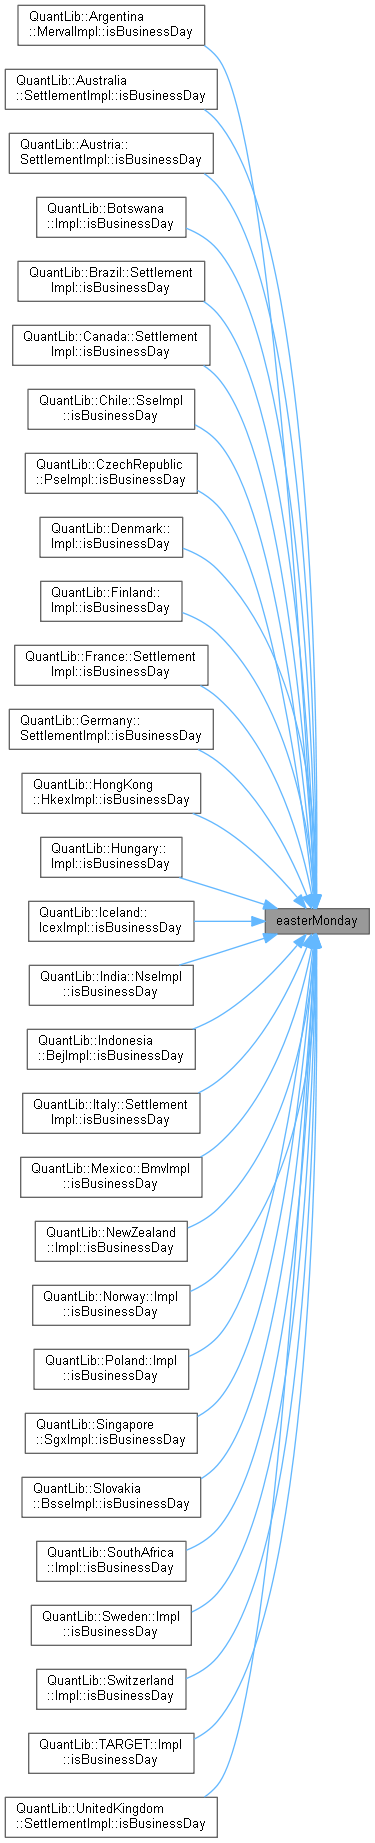 QuantLib::Argentina
::MervalImpl::isBusinessDay
QuantLib::Australia
::SettlementImpl::isBusinessDay
QuantLib::Austria::
SettlementImpl::isBusinessDay
QuantLib::Botswana
::Impl::isBusinessDay
QuantLib::Brazil::Settlement
Impl::isBusinessDay
QuantLib::Canada::Settlement
Impl::isBusinessDay
QuantLib::Chile::SseImpl
::isBusinessDay
QuantLib::CzechRepublic
::PseImpl::isBusinessDay
QuantLib::Denmark::
Impl::isBusinessDay
QuantLib::Finland::
Impl::isBusinessDay
QuantLib::France::Settlement
Impl::isBusinessDay
QuantLib::Germany::
SettlementImpl::isBusinessDay
QuantLib::HongKong
::HkexImpl::isBusinessDay
QuantLib::Hungary::
Impl::isBusinessDay
QuantLib::Iceland::
IcexImpl::isBusinessDay
easterMonday
QuantLib::India::NseImpl
::isBusinessDay
QuantLib::Indonesia
::BejImpl::isBusinessDay
QuantLib::Italy::Settlement
Impl::isBusinessDay
QuantLib::Mexico::BmvImpl
::isBusinessDay
QuantLib::NewZealand
::Impl::isBusinessDay
QuantLib::Norway::Impl
::isBusinessDay
QuantLib::Poland::Impl
::isBusinessDay
QuantLib::Singapore
::SgxImpl::isBusinessDay
QuantLib::Slovakia
::BsseImpl::isBusinessDay
QuantLib::SouthAfrica
::Impl::isBusinessDay
QuantLib::Sweden::Impl
::isBusinessDay
QuantLib::Switzerland
::Impl::isBusinessDay
QuantLib::TARGET::Impl
::isBusinessDay
QuantLib::UnitedKingdom
::SettlementImpl::isBusinessDay